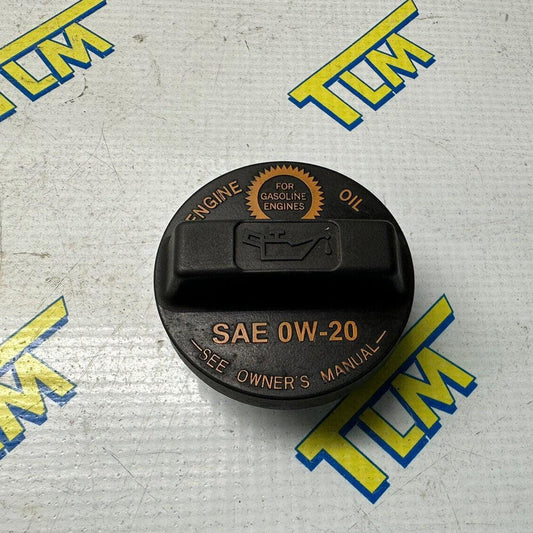 TLM
TLM
ENGINE OIL
FOR
GASOLINE
ENGINES
SAE 0W-20
—SEE OWNER'S MANUAL—
TLM
TLM